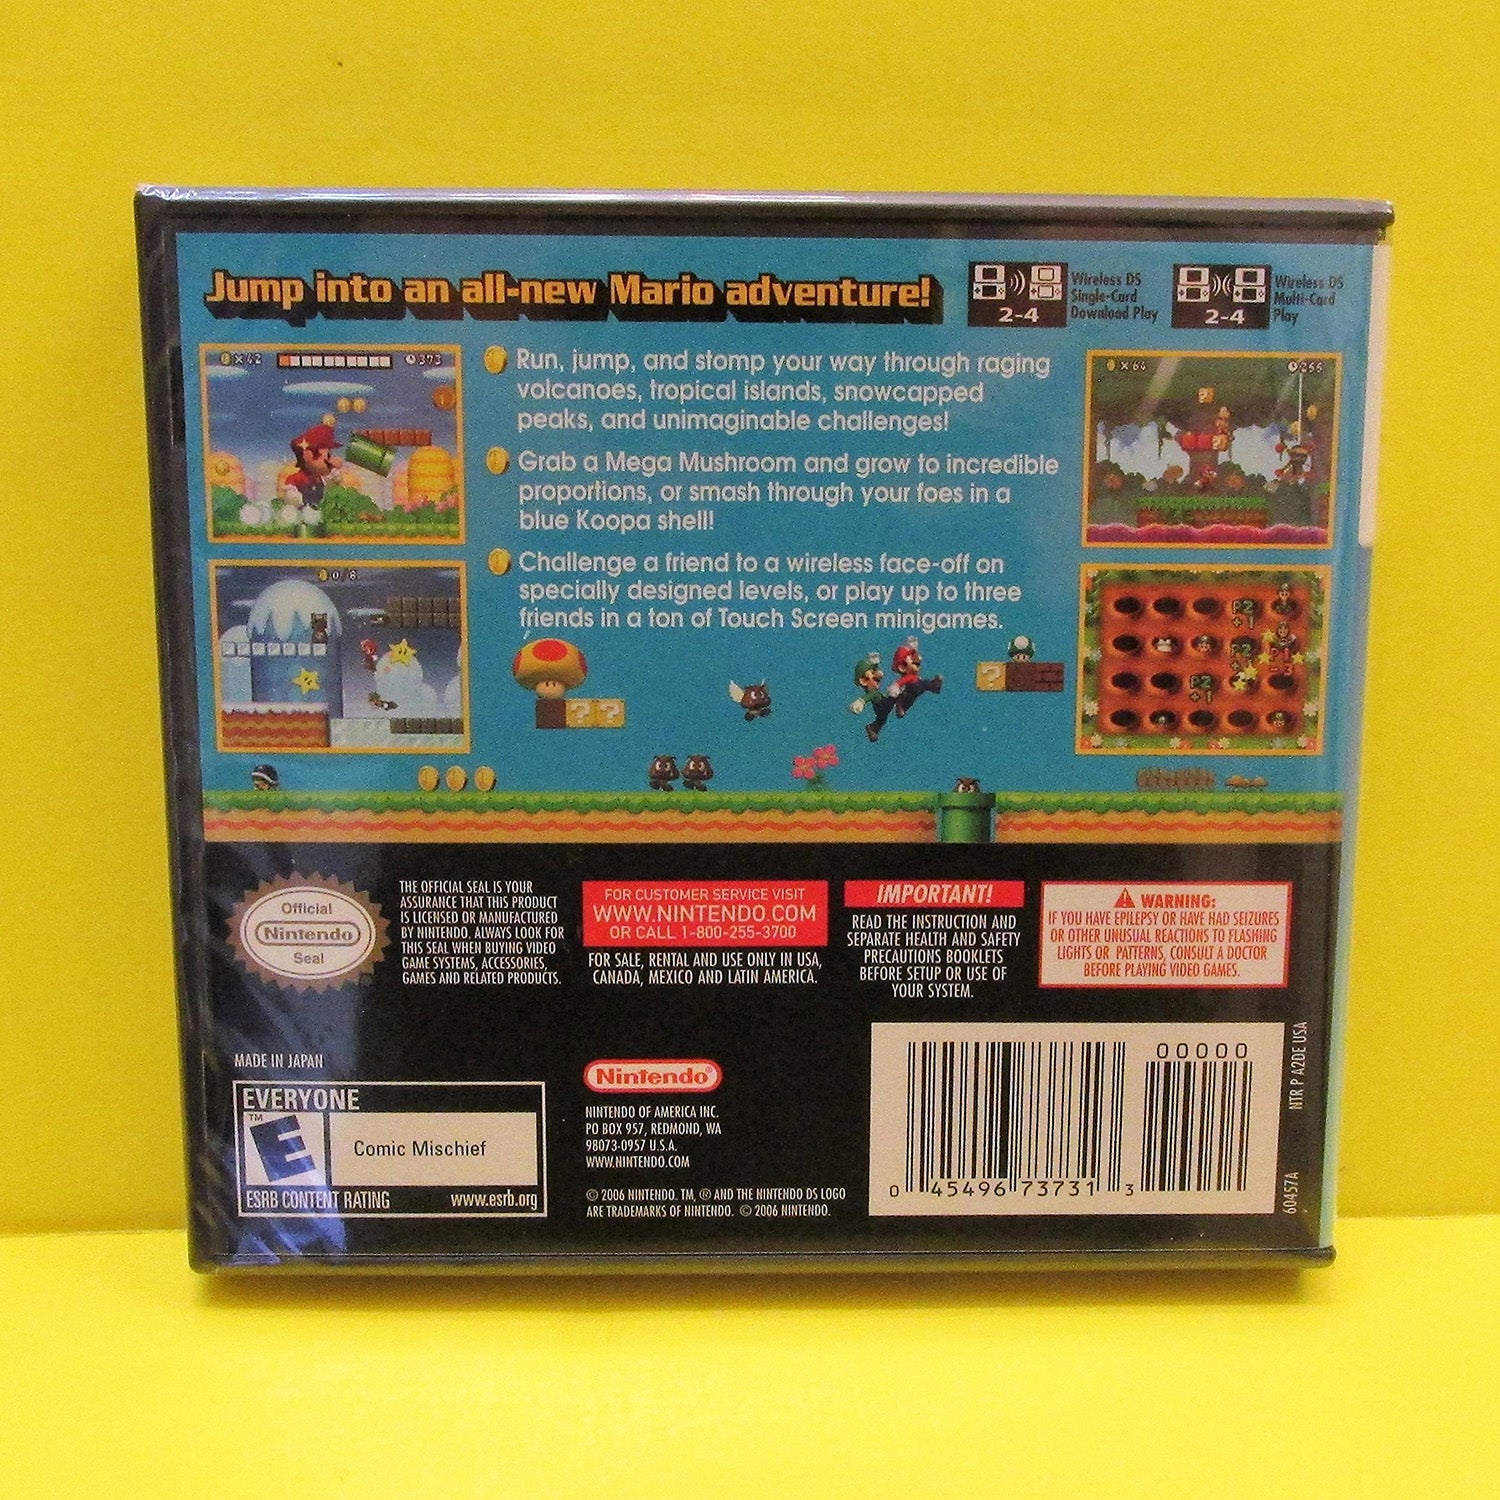 Jump into an all-new Mario adventure!
2-4
Wireless DS
Single-Card
Download Play
2-4
Wireless DS
Multi-Card
Play
×42
373
Run, jump, and stomp your way through raging
volcanoes, tropical islands, snowcapped
peaks, and unimaginable challenges!
Grab a Mega Mushroom and grow to incredible
proportions, or smash through your foes in a
blue Koopa shell!
Challenge a friend to a wireless face-off on
specially designed levels, or play up to three
friends in a ton of Touch Screen minigames.
×64
255
0/8
P2
+1
P2
P2
+1
? ?
?
Official
Nintendo
Seal
THE OFFICIAL SEAL IS YOUR
ASSURANCE THAT THIS PRODUCT
IS LICENSED OR MANUFACTURED
BY NINTENDO. ALWAYS LOOK FOR
THIS SEAL WHEN BUYING VIDEO
GAME SYSTEMS, ACCESSORIES,
GAMES AND RELATED PRODUCTS.
FOR CUSTOMER SERVICE VISIT
WWW.NINTENDO.COM
OR CALL 1-800-255-3700
FOR SALE, RENTAL AND USE ONLY IN USA,
CANADA, MEXICO AND LATIN AMERICA.
IMPORTANT!
READ THE INSTRUCTION AND
SEPARATE HEALTH AND SAFETY
PRECAUTIONS BOOKLETS
BEFORE SETUP OR USE OF
YOUR SYSTEM.
WARNING:
IF YOU HAVE EPILEPSY OR HAVE HAD SEIZURES
OR OTHER UNUSUAL REACTIONS TO FLASHING
LIGHTS OR PATTERNS, CONSULT A DOCTOR
BEFORE PLAYING VIDEO GAMES.
MADE IN JAPAN
EVERYONE
TM
E
Comic Mischief
ESRB CONTENT RATING www.esrb.org
Nintendo®
NINTENDO OF AMERICA INC.
PO BOX 957, REDMOND, WA
98073-0957 U.S.A.
WWW.NINTENDO.COM
© 2006 NINTENDO. TM, ® AND THE NINTENDO DS LOGO
ARE TRADEMARKS OF NINTENDO. © 2006 NINTENDO.
00000
0 45496 73731 3
NTR P A2DE USA
60457A